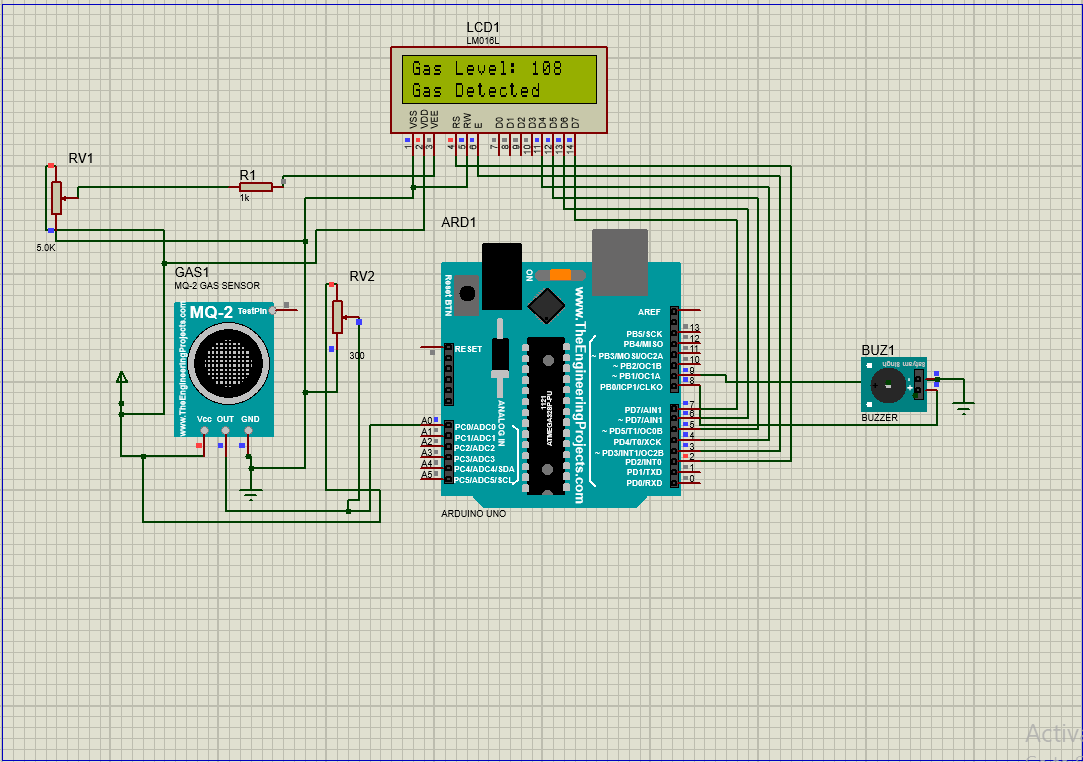 LCD1
LM016L
Gas Level: 108
Gas Detected
VSS
VDD
VEE
RS
RW
E
D0
D1
D2
D3
D4
D5
D6
D7
1
2
3
4
5
6
7
8
9
10
11
12
13
14
RV1
5.0K
R1
1k
ARD1
GAS1
MQ-2 GAS SENSOR
MQ-2
TestPin
www.TheEngineeringProjects.com
Vcc OUT GND
RV2
300
Reset BTN
ON
www.TheEngineeringProjects.com
RESET
ANALOG IN
1121
ATMEGA328P-PU
A0 PC0/ADC0
A1 PC1/ADC1
A2 PC2/ADC2
A3 PC3/ADC3
A4 PC4/ADC4/SDA
A5 PC5/ADC5/SCL
AREF
PB5/SCK 13
PB4/MISO 12
~ PB3/MOSI/OC2A 11
~ PB2/OC1B 10
~ PB1/OC1A 9
PB0/ICP1/CLKO 8
PD7/AIN1 7
~ PD7/AIN1 6
~ PD5/T1/OC0B 5
PD4/T0/XCK 4
~ PD3/INT1/OC2B 3
PD2/INT0 2
PD1/TXD 1
PD0/RXD 0
ARDUINO UNO
BUZ1
BUZZER
Activ